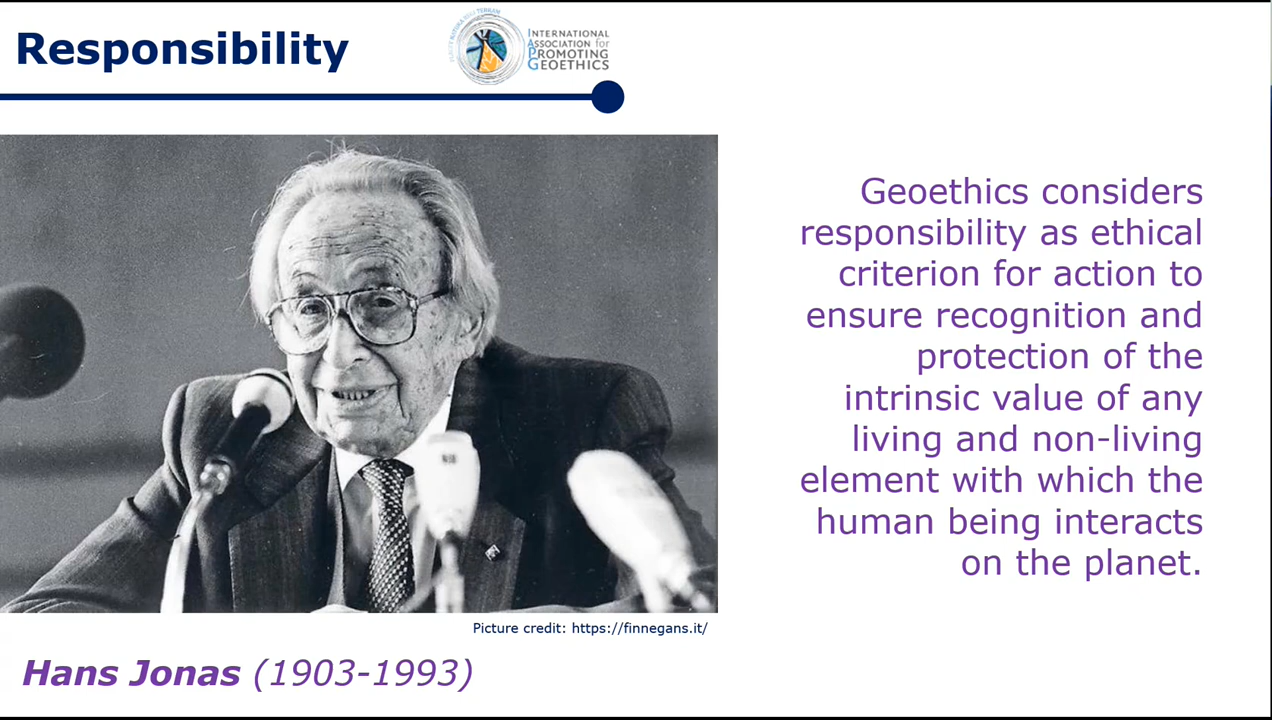 Responsibility
INTERNATIONAL
ASSOCIATION for
PROMOTING
GEOETHICS
Geoethics considers
responsibility as ethical
criterion for action to
ensure recognition and
protection of the
intrinsic value of any
living and non-living
element with which the
human being interacts
on the planet.
Picture credit: https://finnegans.it/
Hans Jonas (1903-1993)